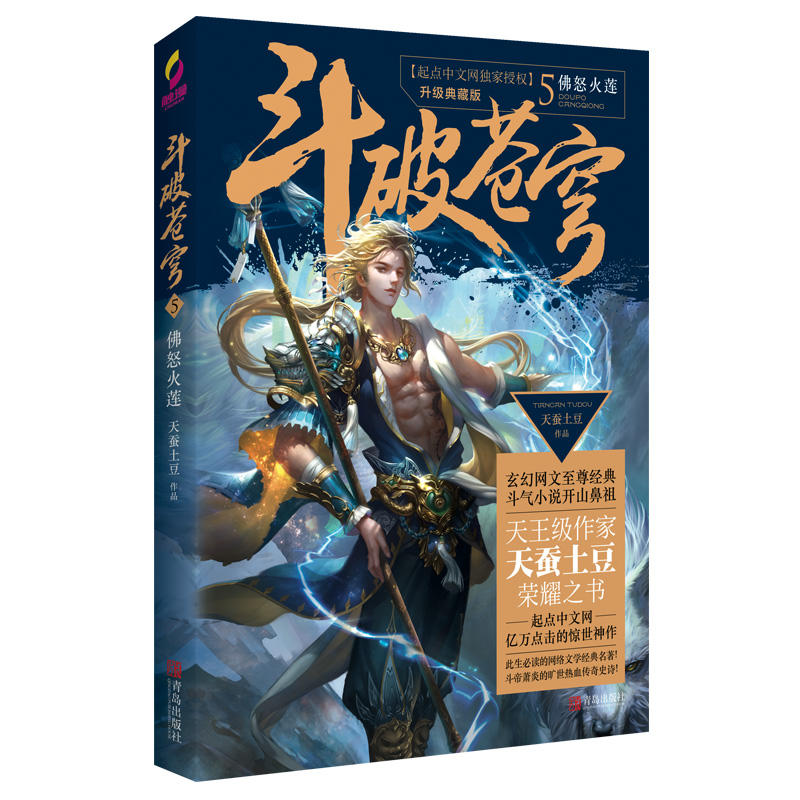 斗破苍穹
5
佛怒火莲
天蚕土豆
作品
青岛出版社
【起点中文网独家授权】
升级典藏版
5 佛怒火莲
DOUPO
CANGQIONG
斗破苍穹
TIANCAN TUDOU
天蚕土豆
作品
玄幻网文至尊经典
斗气小说开山鼻祖
天王级作家
天蚕土豆
荣耀之书
起点中文网
亿万点击的惊世神作
此生必读的网络文学经典名著!
斗帝萧炎的旷世热血传奇史诗!
青岛出版社